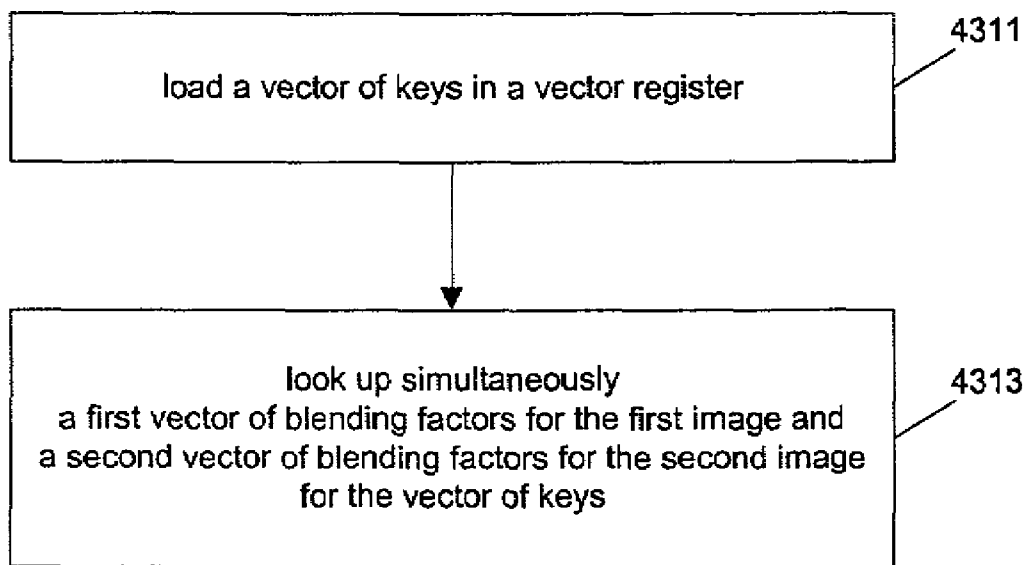 4311
load a vector of keys in a vector register
4313
look up simultaneously
a first vector of blending factors for the first image and
a second vector of blending factors for the second image
for the vector of keys